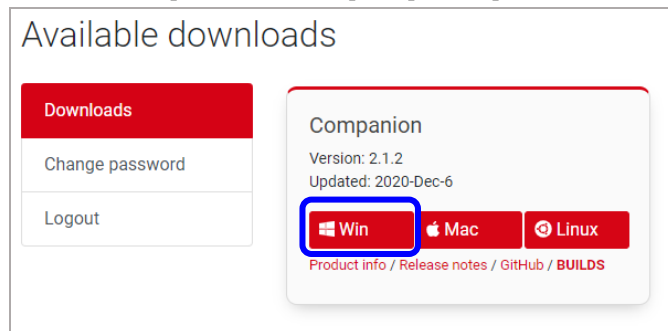 Available downloads
Downloads
Change password
Logout
Companion
Version: 2.1.2
Updated: 2020-Dec-6
Win
Mac
Linux
Product info / Release notes / GitHub / BUILDS